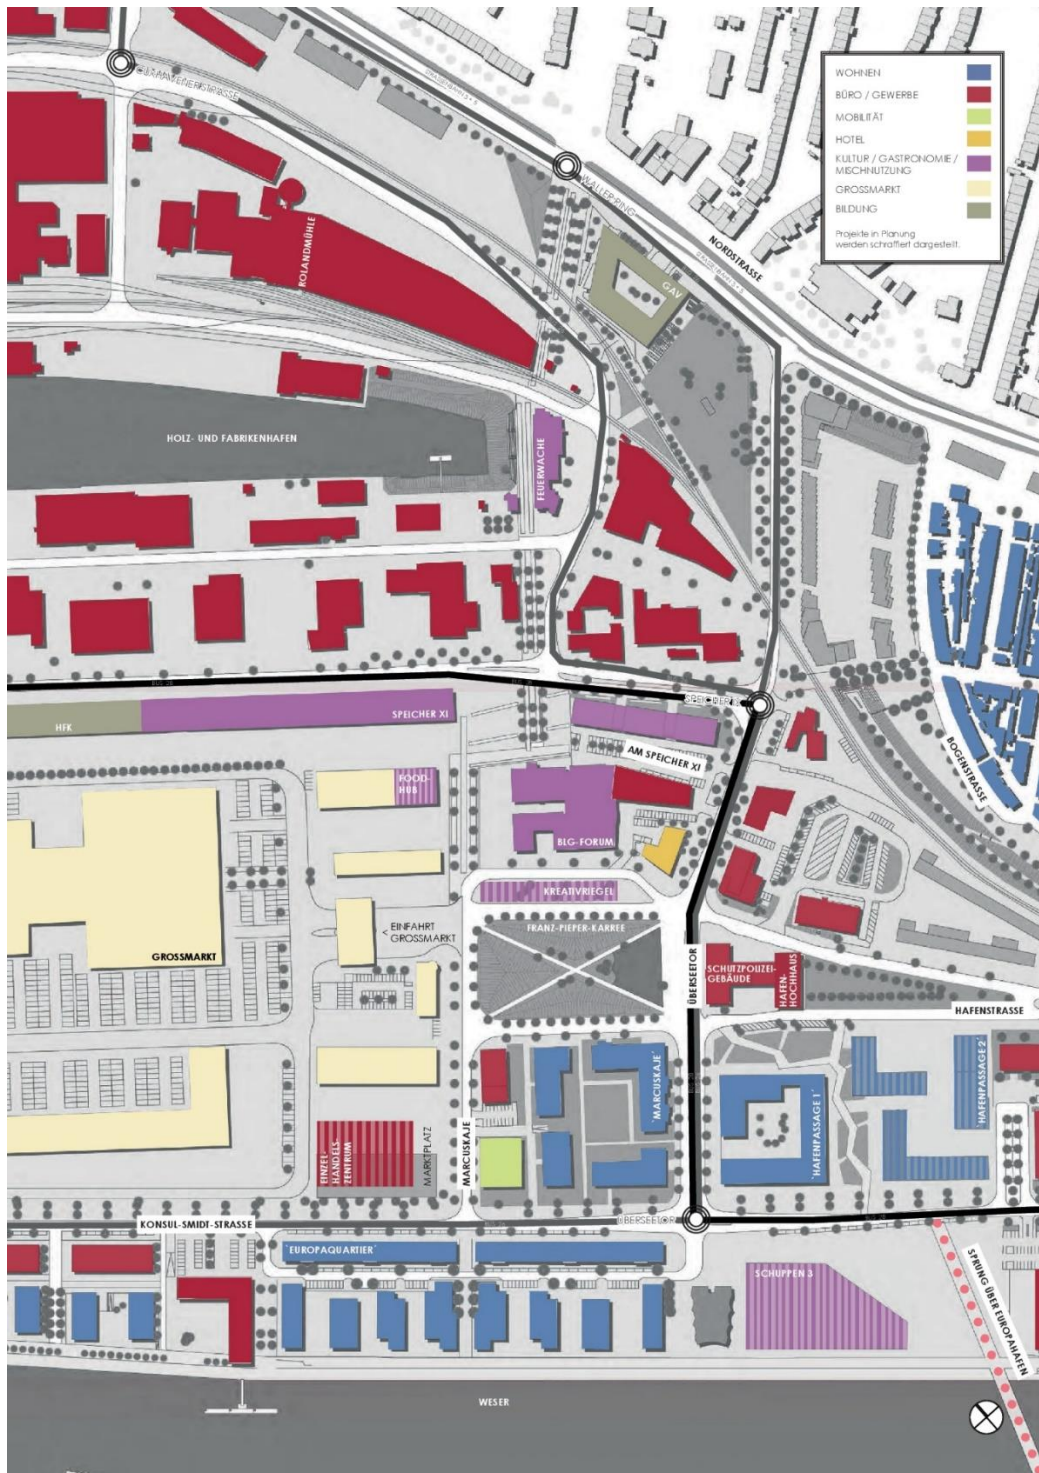 WOHNEN
BÜRO / GEWERBE
MOBILITÄT
HOTEL
KULTUR / GASTRONOMIE /
MISCHNUTZUNG
GROSSMARKT
BILDUNG
Projekte in Planung
werden schraffiert dargestellt.
WALLER RING
NORDSTRASSE
ROLANDMÜHLE
GAV
HOLZ- UND FABRIKENHAFEN
FEUERWACHE
HFK
SPEICHER XI
AM SPEICHER XI
BOGENSTRASSE
FOOD-
HUB
BLG-FORUM
KREATIVRIEGEL
< EINFAHRT
GROSSMARKT
GROSSMARKT
FRANZ-PIEPER-KARREE
ÜBERSEETOR
SCHUTZPOLIZEI-
GEBÄUDE
HAFEN-
HOCHHAUS
HAFENSTRASSE
'MARCUSKAJE'
'HAFENPASSAGE 1'
'HAFENPASSAGE 2'
EINZEL-
HANDELS-
ZENTRUM
MARKTPLATZ
MARCUSKAJE
KONSUL-SMIDT-STRASSE
ÜBERSEETOR
'EUROPAQUARTIER'
SCHUPPEN 3
SPRUNG ÜBER EUROPAHAFEN
WESER